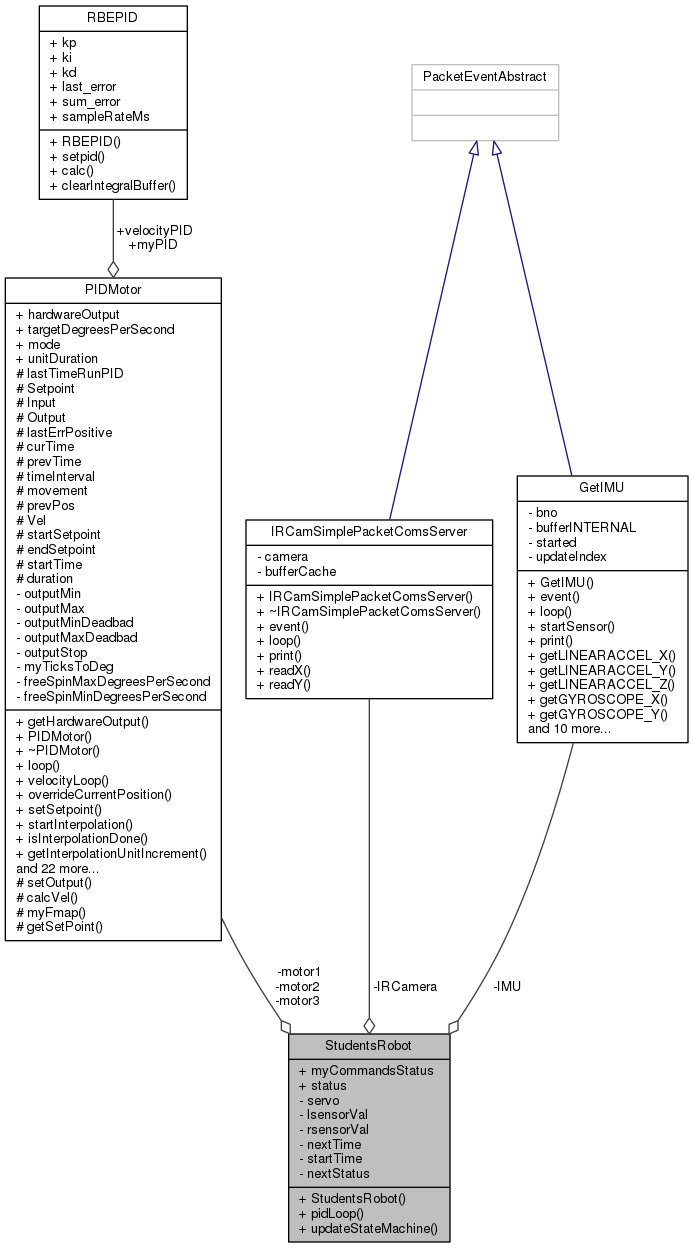 RBEPID
+ kp
+ ki
+ kd
+ last_error
+ sum_error
+ sampleRateMs
+ RBEPID()
+ setpid()
+ calc()
+ clearIntegralBuffer()
+velocityPID
+myPID
PIDMotor
+ hardwareOutput
+ targetDegreesPerSecond
+ mode
+ unitDuration
# lastTimeRunPID
# Setpoint
# Input
# Output
# lastErrPositive
# curTime
# prevTime
# timeInterval
# movement
# prevPos
# Vel
# startSetpoint
# endSetpoint
# startTime
# duration
- outputMin
- outputMax
- outputMinDeadbad
- outputMaxDeadbad
- outputStop
- myTicksToDeg
- freeSpinMaxDegreesPerSecond
- freeSpinMinDegreesPerSecond
+ getHardwareOutput()
+ PIDMotor()
+ ~PIDMotor()
+ loop()
+ velocityLoop()
+ overrideCurrentPosition()
+ setSetpoint()
+ startInterpolation()
+ isInterpolationDone()
+ getInterpolationUnitIncrement()
and 22 more...
# setOutput()
# calcVel()
# myFmap()
# getSetPoint()
PacketEventAbstract
IRCamSimplePacketComsServer
- camera
- bufferCache
+ IRCamSimplePacketComsServer()
+ ~IRCamSimplePacketComsServer()
+ event()
+ loop()
+ print()
+ readX()
+ readY()
GetIMU
- bno
- bufferINTERNAL
- started
- updateIndex
+ GetIMU()
+ event()
+ loop()
+ startSensor()
+ print()
+ getLINEARACCEL_X()
+ getLINEARACCEL_Y()
+ getLINEARACCEL_Z()
+ getGYROSCOPE_X()
+ getGYROSCOPE_Y()
and 10 more...
-motor1
-motor2
-motor3
-IRCamera
-IMU
StudentsRobot
+ myCommandsStatus
+ status
- servo
- lsensorVal
- rsensorVal
- nextTime
- startTime
- nextStatus
+ StudentsRobot()
+ pidLoop()
+ updateStateMachine()